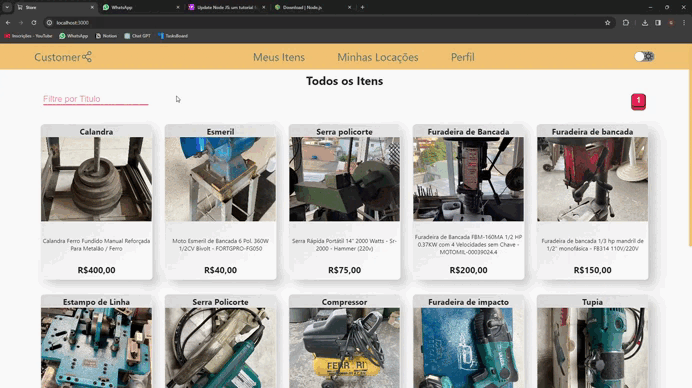 Store
WhatsApp
Update Node JS: um tutorial S
Download | Node.js
localhost:3000
Inscrições - YouTube
WhatsApp
Notion
Chat GPT
TasksBoard
Customer
Meus Itens
Minhas Locações
Perfil
Todos os Itens
Filtre por Título
1
Calandra
Esmeril
Serra policorte
Furadeira de Bancada
Furadeira de bancada
Calandra Ferro Fundido Manual Reforçada
Para Metalão / Ferro
R$400,00
Moto Esmeril de Bancada 6 Pol. 360W
1/2CV Bivolt - FORTGPRO-FG050
R$40,00
Serra Rápida Portátil 14" 2000 Watts - Sr-
2000 - Hammer (220v)
R$75,00
Furadeira de Bancada FBM-160MA 1/2 HP
0.37KW com 4 Velocidades sem Chave -
MOTOMIL-00039024.4
R$200,00
Furadeira de bancada 1/3 hp mandril de
1/2" monofásica - FB314 110V/220V
R$150,00
Estampo de Linha
Serra Policorte
Compressor
Furadeira de impacto
Tupia